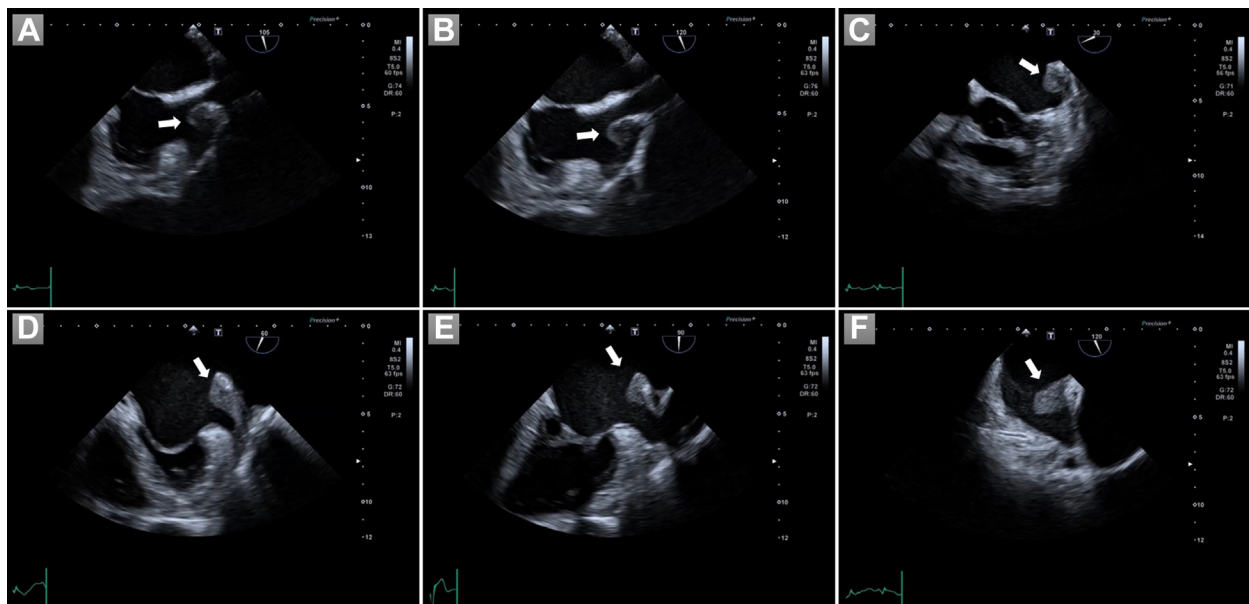 A
Precision+
0
T
105
MI
0.4
8S2
T5.0
60 fps
G:74
DR:60
P:2
5
10
13
B
Precision+
0
T
120
MI
0.4
8S2
T5.0
63 fps
G:76
DR:60
P:2
5
10
12
C
Precision+
0
T
30
MI
0.4
8S2
T5.0
56 fps
G:71
DR:60
P:2
5
10
14
D
Precision+
0
T
60
MI
0.4
8S2
T5.0
63 fps
G:72
DR:60
P:2
5
10
12
E
Precision+
0
T
90
MI
0.4
8S2
T5.0
63 fps
G:72
DR:60
P:2
5
10
12
F
Precision+
0
T
120
MI
0.4
8S2
T5.0
63 fps
G:72
DR:60
P:2
5
10
12